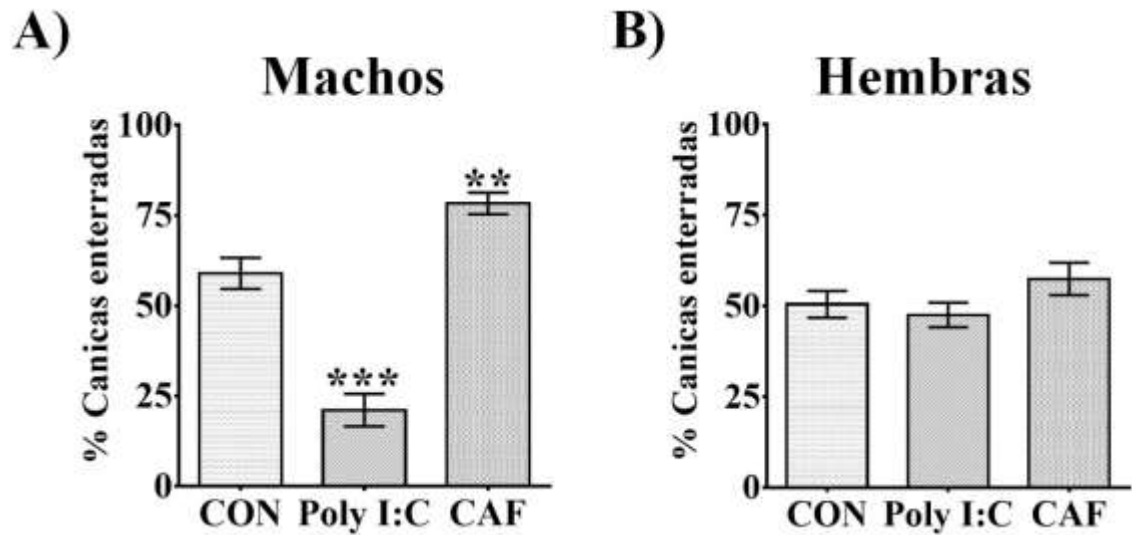 A)
Machos
% Canicas enterradas
100
75
50
25
0
***
**
CON Poly I:C CAF
B)
Hembras
% Canicas enterradas
100
75
50
25
0
CON Poly I:C CAF